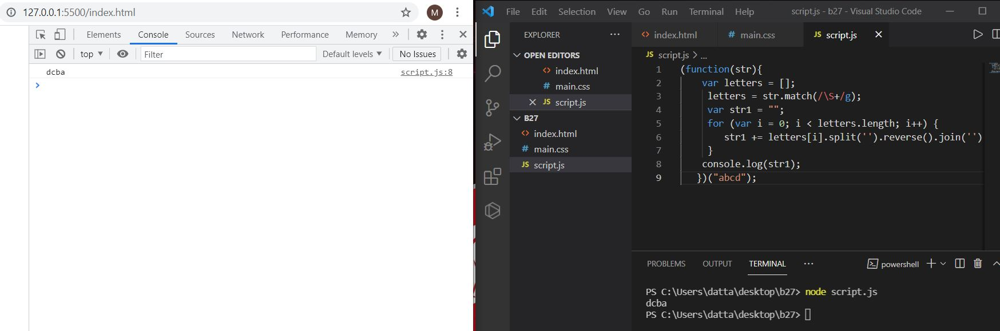 127.0.0.1:5500/index.html
M
Elements Console Sources Network Performance Memory »
top Filter Default levels No Issues
dcba script.js:8
>
File Edit Selection View Go Run Terminal Help script.js - b27 - Visual Studio Code
EXPLORER ···
OPEN EDITORS
<> index.html
# main.css
JS script.js
B27
<> index.html
# main.css
JS script.js
<> index.html # main.css JS script.js
JS script.js > ...
1 (function(str){
2 var letters = [];
3 letters = str.match(/\S+/g);
4 var str1 = "";
5 for (var i = 0; i < letters.length; i++) {
6 str1 += letters[i].split('').reverse().join('')
7 }
8 console.log(str1);
9 })("abcd");
PROBLEMS OUTPUT TERMINAL ··· powershell
PS C:\Users\datta\desktop\b27> node script.js
dcba
PS C:\Users\datta\desktop\b27>